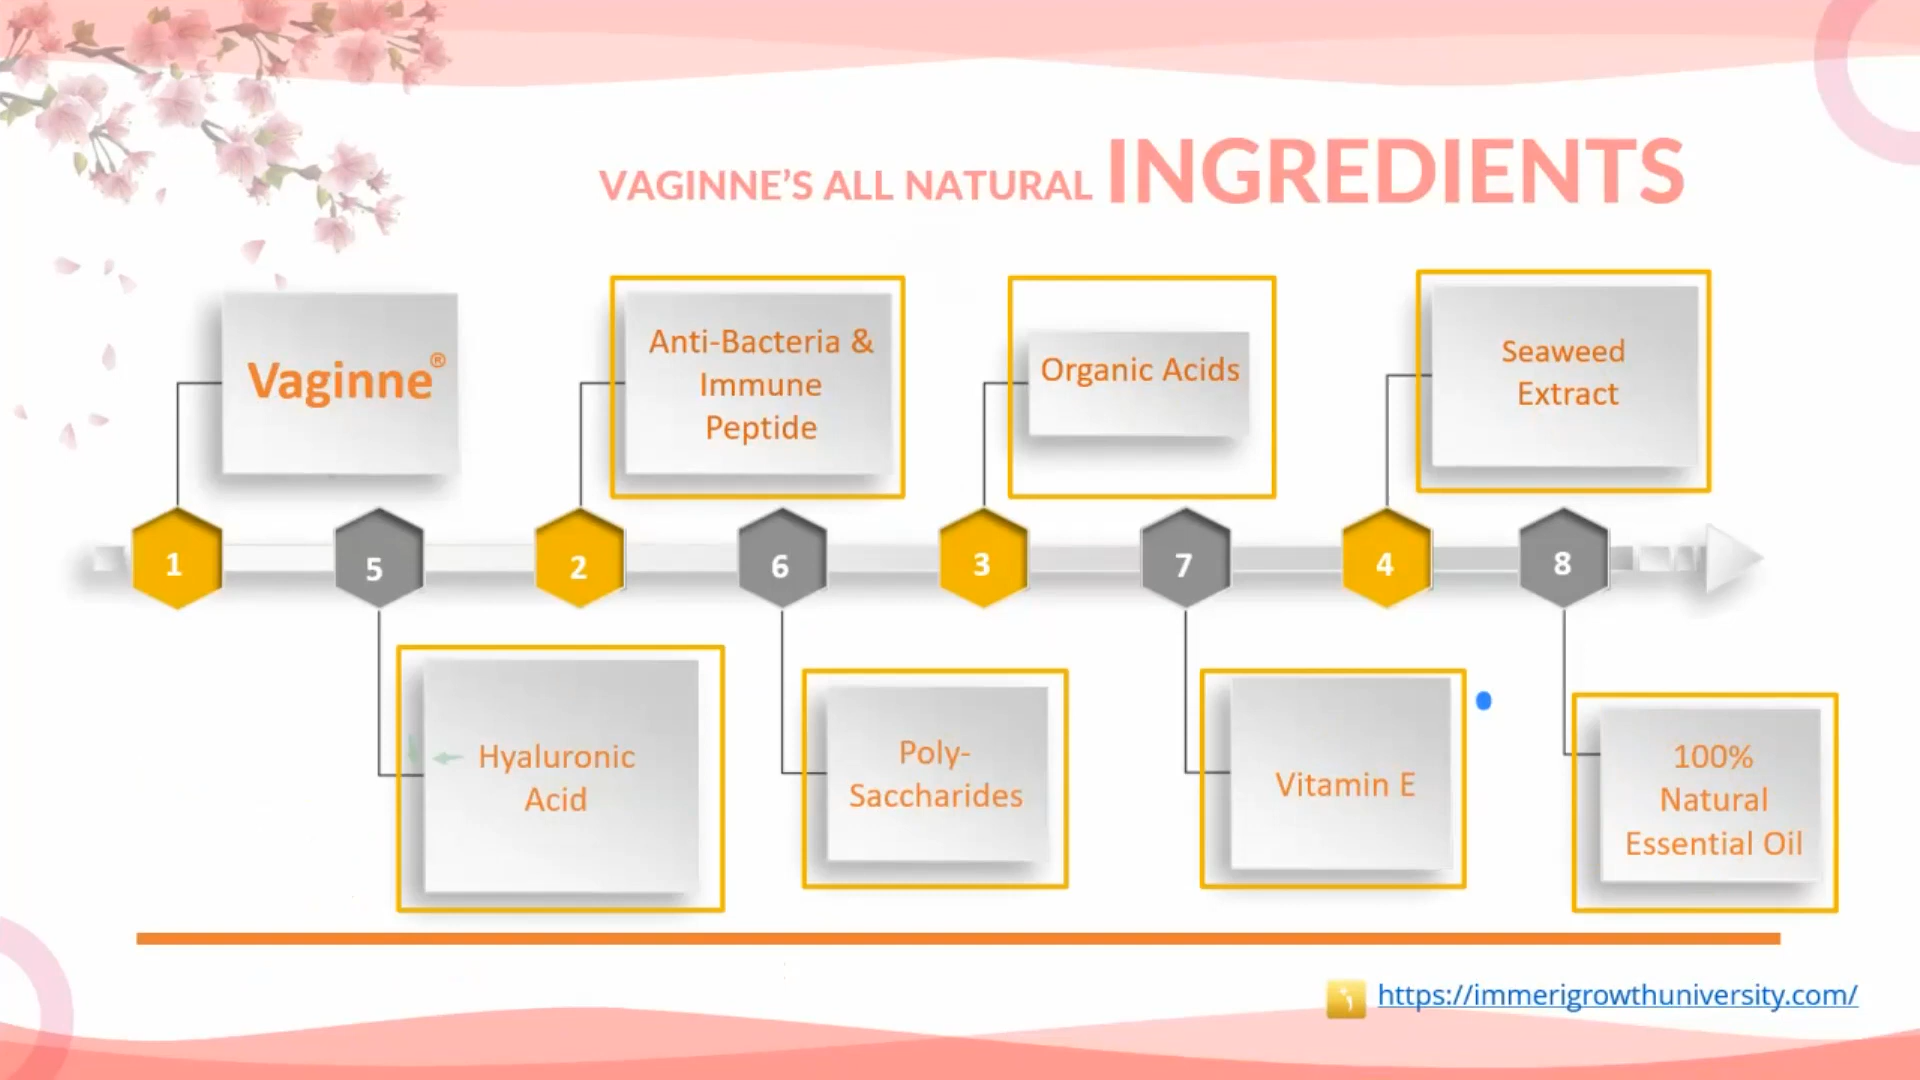 VAGINNE’S ALL NATURAL INGREDIENTS
Vaginne®
Anti-Bacteria &
Immune
Peptide
Organic Acids
Seaweed
Extract
1
5
2
6
3
7
4
8
Hyaluronic
Acid
Poly-
Saccharides
Vitamin E
100%
Natural
Essential Oil
https://immerigrowthuniversity.com/